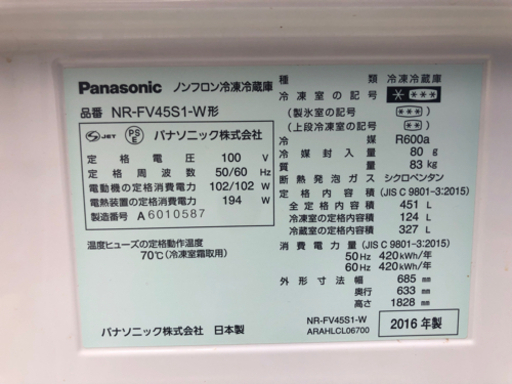 Panasonic ノンフロン冷凍冷蔵庫
品番 NR-FV45S1-W形
S JET PS E パナソニック株式会社
定格電圧 100 V
定格周波数 50/60 Hz
電動機の定格消費電力 102/102 W
電熱装置の定格消費電力 194 W
製造番号 A 6010587
温度ヒューズの定格動作温度
70℃(冷凍室霜取用)
パナソニック株式会社 日本製
種類 冷凍冷蔵庫
冷凍室の記号 * ***
(製氷室の記号) (***)
(上段冷凍室の記号) (***)
冷媒 R600a
冷媒封入量 80 g
質量 83 kg
断熱発泡ガス シクロペンタン
定格内容積 (JIS C 9801-3:2015)
全定格内容積 451 L
冷凍室の定格内容積 124 L
冷蔵室の定格内容積 327 L
消費電力量 (JIS C 9801-3:2015)
50Hz 420kWh/年
60Hz 420kWh/年
外形寸法 幅 685 mm
奥行 633 mm
高さ 1828 mm
NR-FV45S1-W
ARAHLCL06700
2016年製